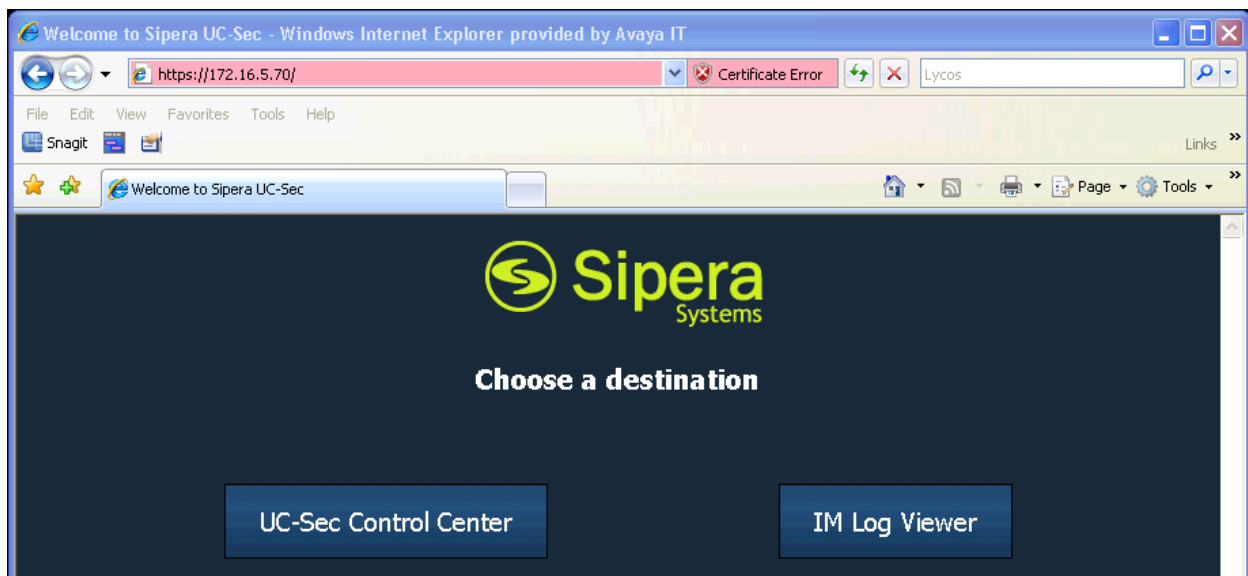 Welcome to Sipera UC-Sec - Windows Internet Explorer provided by Avaya IT
https://172.16.5.70/ Certificate Error Lycos
File Edit View Favorites Tools Help
Snagit Links »
Welcome to Sipera UC-Sec Page Tools »
Sipera
Systems
Choose a destination
UC-Sec Control Center IM Log Viewer